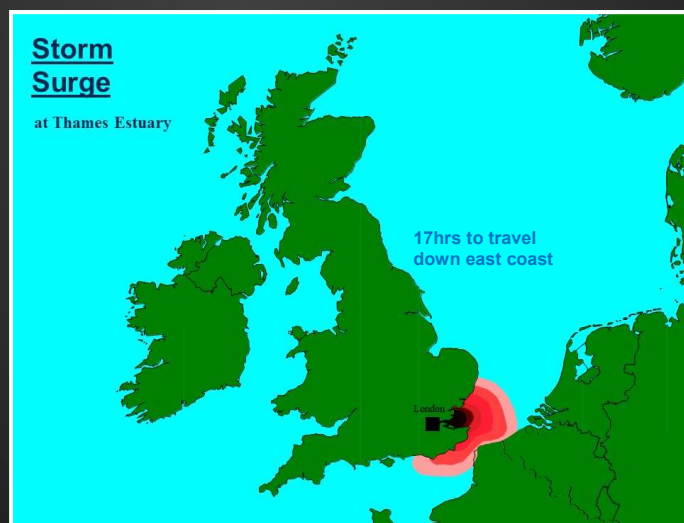 Storm
Surge
at Thames Estuary
17hrs to travel
down east coast
London